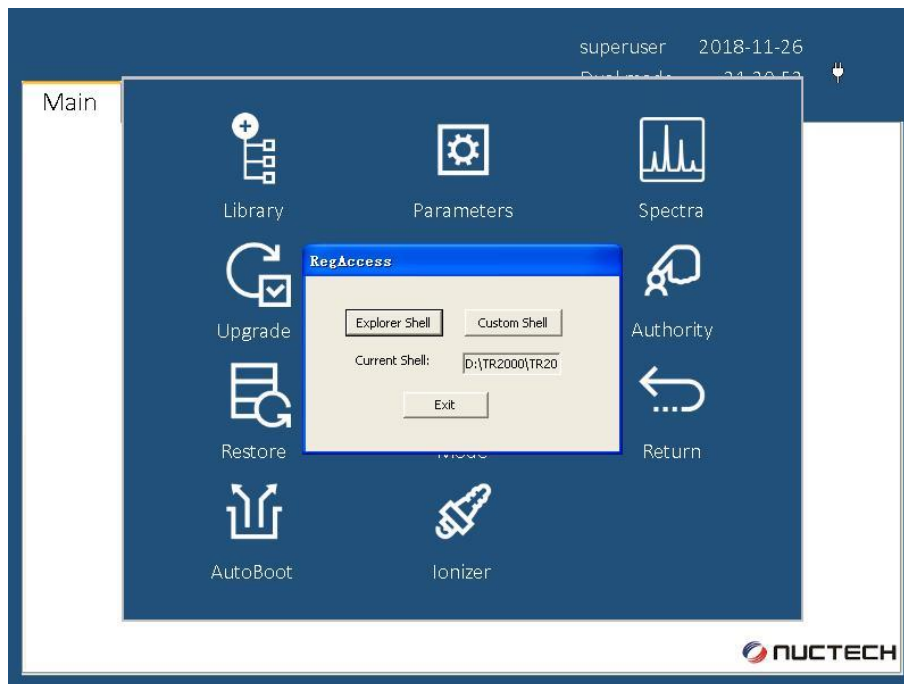 superuser 2018-11-26
Main
Library Parameters Spectra
RegAccess
Explorer Shell Custom Shell
Upgrade Authority
Current Shell: D:\TR2000\TR20
Exit
Restore Return
AutoBoot Ionizer
NUCTECH